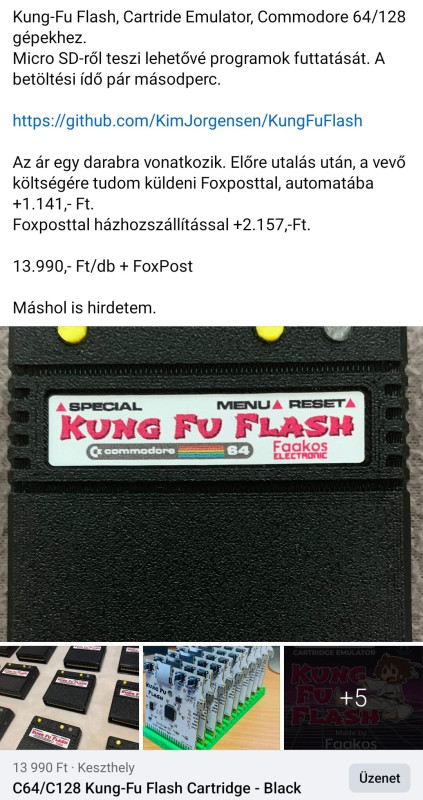 Kung-Fu Flash, Cartride Emulator, Commodore 64/128
gépekhez.
Micro SD-ről teszi lehetővé programok futtatását. A
betöltési ídő pár másodperc.
https://github.com/KimJorgensen/KungFuFlash
Az ár egy darabra vonatkozik. Előre utalás után, a vevő
költségére tudom küldeni Foxposttal, automatába
+1.141,- Ft.
Foxposttal házhozszállítással +2.157,-Ft.
13.990,- Ft/db + FoxPost
Máshol is hirdetem.
▲SPECIAL MENU▲ RESET▲
KUNG FU FLASH
commodore 64
Faakos
ELECTRONIC
KUNG FU
FLASH
CARTRIDGE EMULATOR
KUNG
FU
FLASH
+5
Made by
Faakos
13 990 Ft · Keszthely
C64/C128 Kung-Fu Flash Cartridge - Black
Üzenet